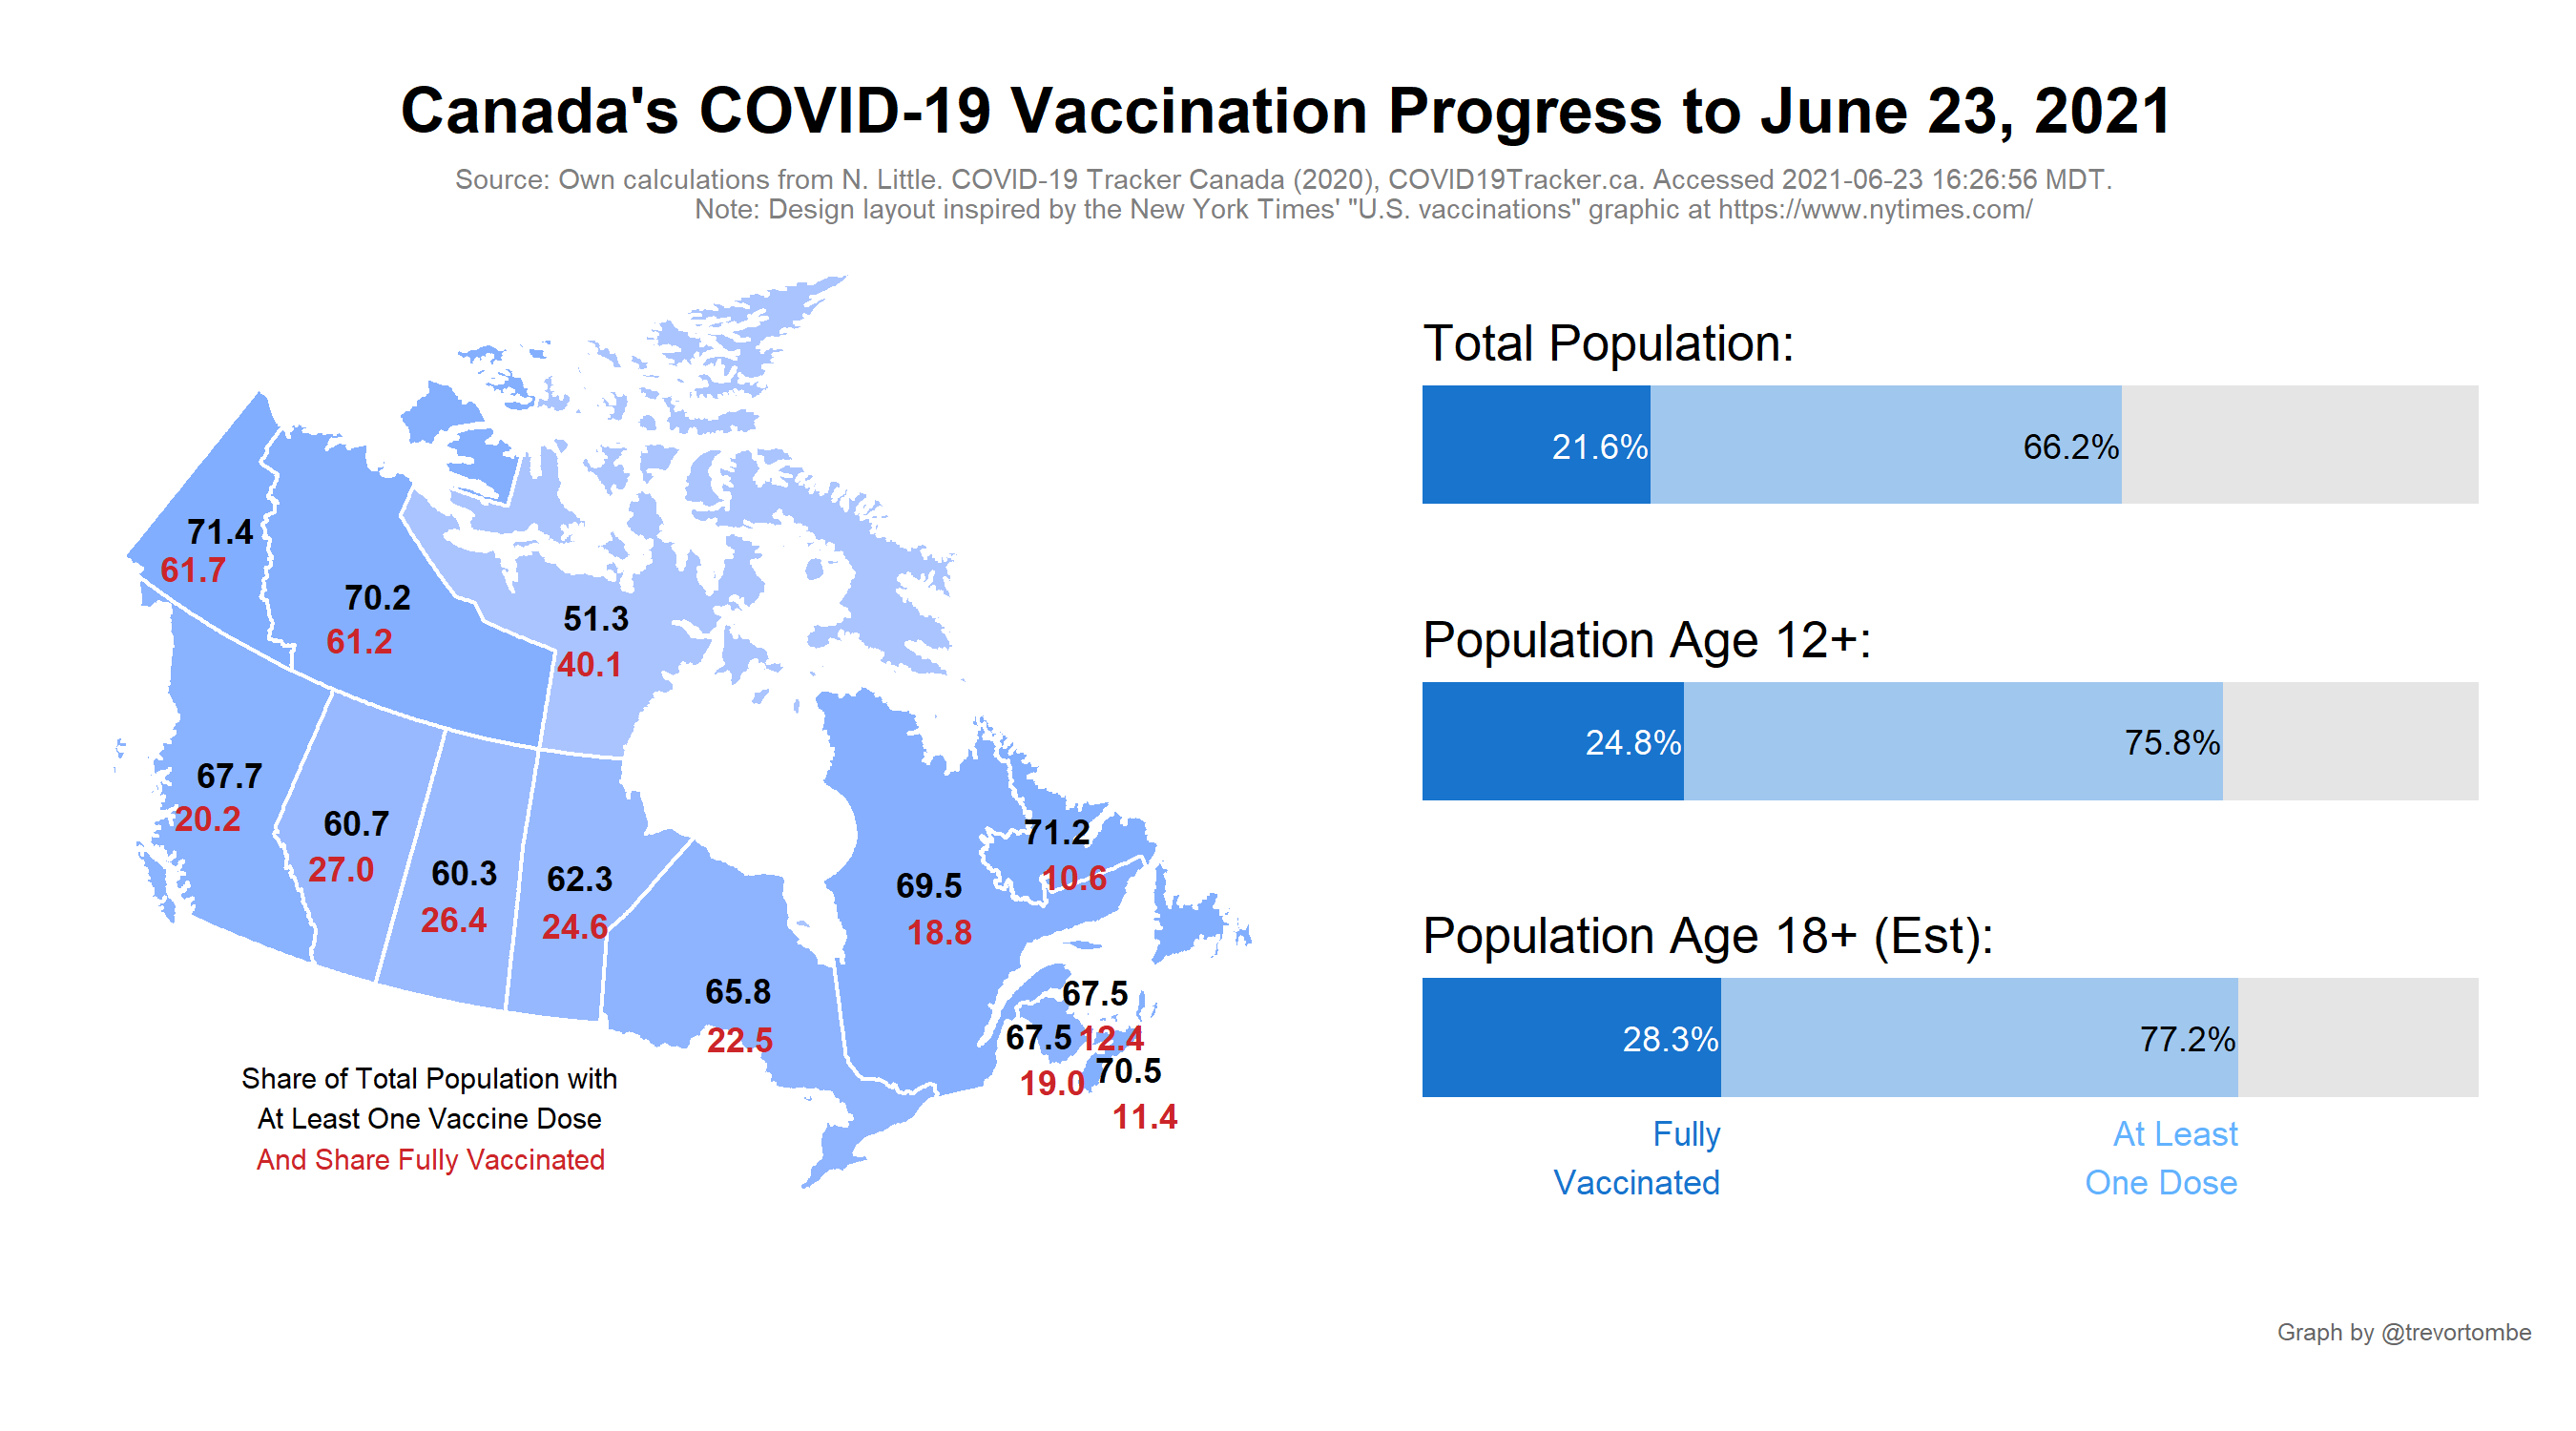 Canada's COVID-19 Vaccination Progress to June 23, 2021
Source: Own calculations from N. Little. COVID-19 Tracker Canada (2020), COVID19Tracker.ca. Accessed 2021-06-23 16:26:56 MDT.
Note: Design layout inspired by the New York Times' "U.S. vaccinations" graphic at https://www.nytimes.com/
71.4
61.7
70.2
61.2
51.3
40.1
67.7
20.2
60.7
27.0
60.3
26.4
62.3
24.6
65.8
22.5
69.5
18.8
71.2
10.6
67.5
12.4
67.5
19.0
70.5
11.4
Share of Total Population with
At Least One Vaccine Dose
And Share Fully Vaccinated
Total Population:
21.6% 66.2%
Population Age 12+:
24.8% 75.8%
Population Age 18+ (Est):
28.3% 77.2%
Fully
Vaccinated
At Least
One Dose
Graph by @trevortombe